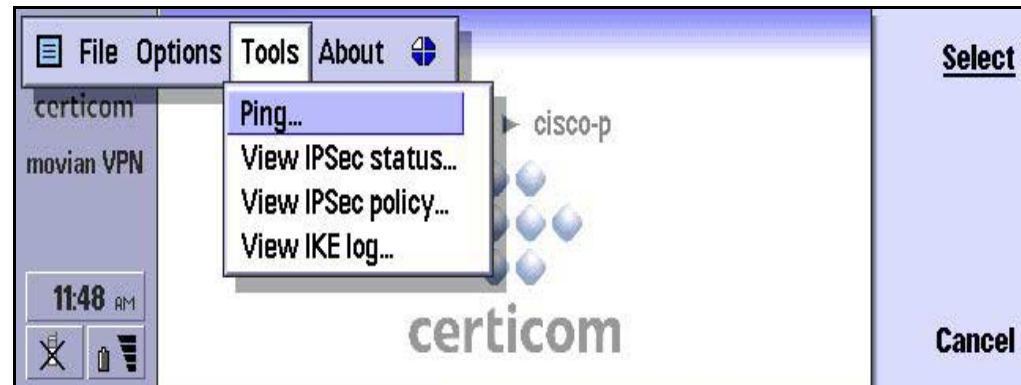 File Options Tools About
Select
certicom
movian VPN
Ping...
View IPSec status...
View IPSec policy...
View IKE log...
cisco-p
11:48 AM
certicom
Cancel